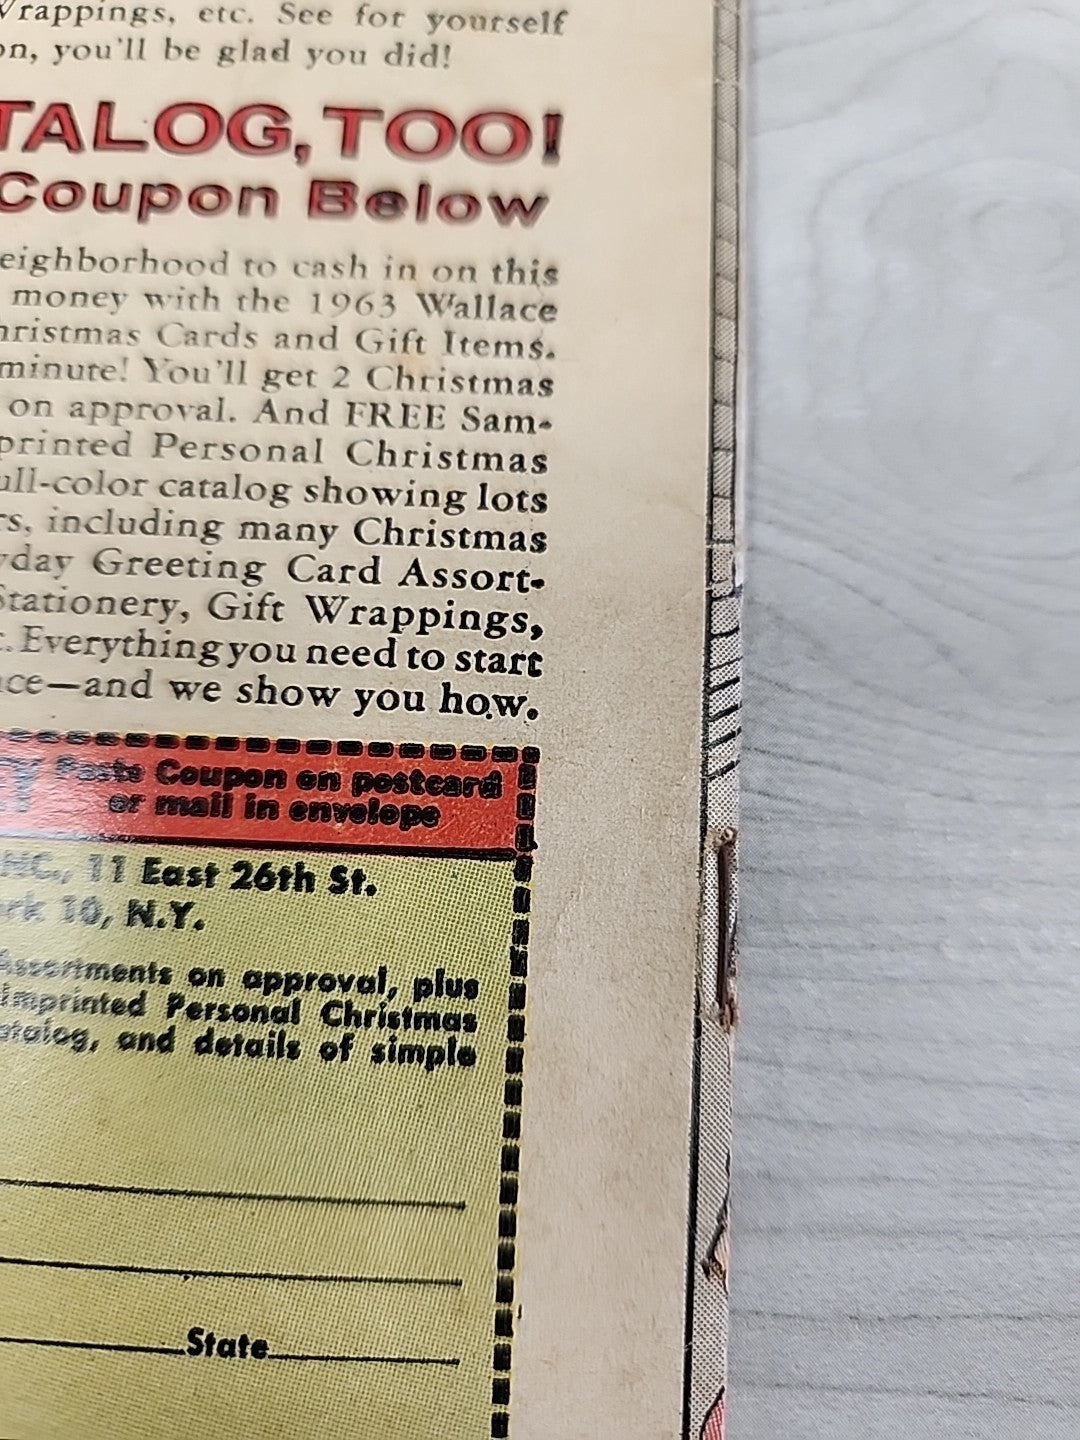 Wrappings, etc. See for yourself
on, you'll be glad you did!
TALOG, TOO!
Coupon Below
eighborhood to cash in on this
money with the 1963 Wallace
hristmas Cards and Gift Items.
minute! You'll get 2 Christmas
on approval. And FREE Sam-
printed Personal Christmas
ull-color catalog showing lots
rs, including many Christmas
yday Greeting Card Assort-
Stationery, Gift Wrappings,
. Everything you need to start
ce—and we show you how.
Paste Coupon on postcard
or mail in envelope
NC., 11 East 26th St.
rk 10, N.Y.
Assortments on approval, plus
Imprinted Personal Christmas
atalog, and details of simple
State